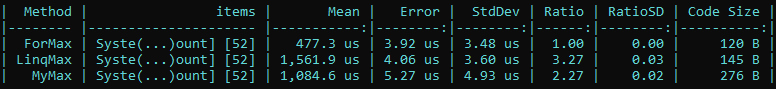 | Method | items | Mean | Error | StdDev | Ratio | RatioSD | Code Size |
|-------- |--------------------- |-----------:|--------:|--------:|------:|--------:|----------:|
| ForMax | Syste(...)ount] [52] | 477.3 us | 3.92 us | 3.48 us | 1.00 | 0.00 | 120 B |
| LinqMax | Syste(...)ount] [52] | 1,561.9 us | 4.06 us | 3.60 us | 3.27 | 0.03 | 145 B |
| MyMax | Syste(...)ount] [52] | 1,084.6 us | 5.27 us | 4.93 us | 2.27 | 0.02 | 276 B |